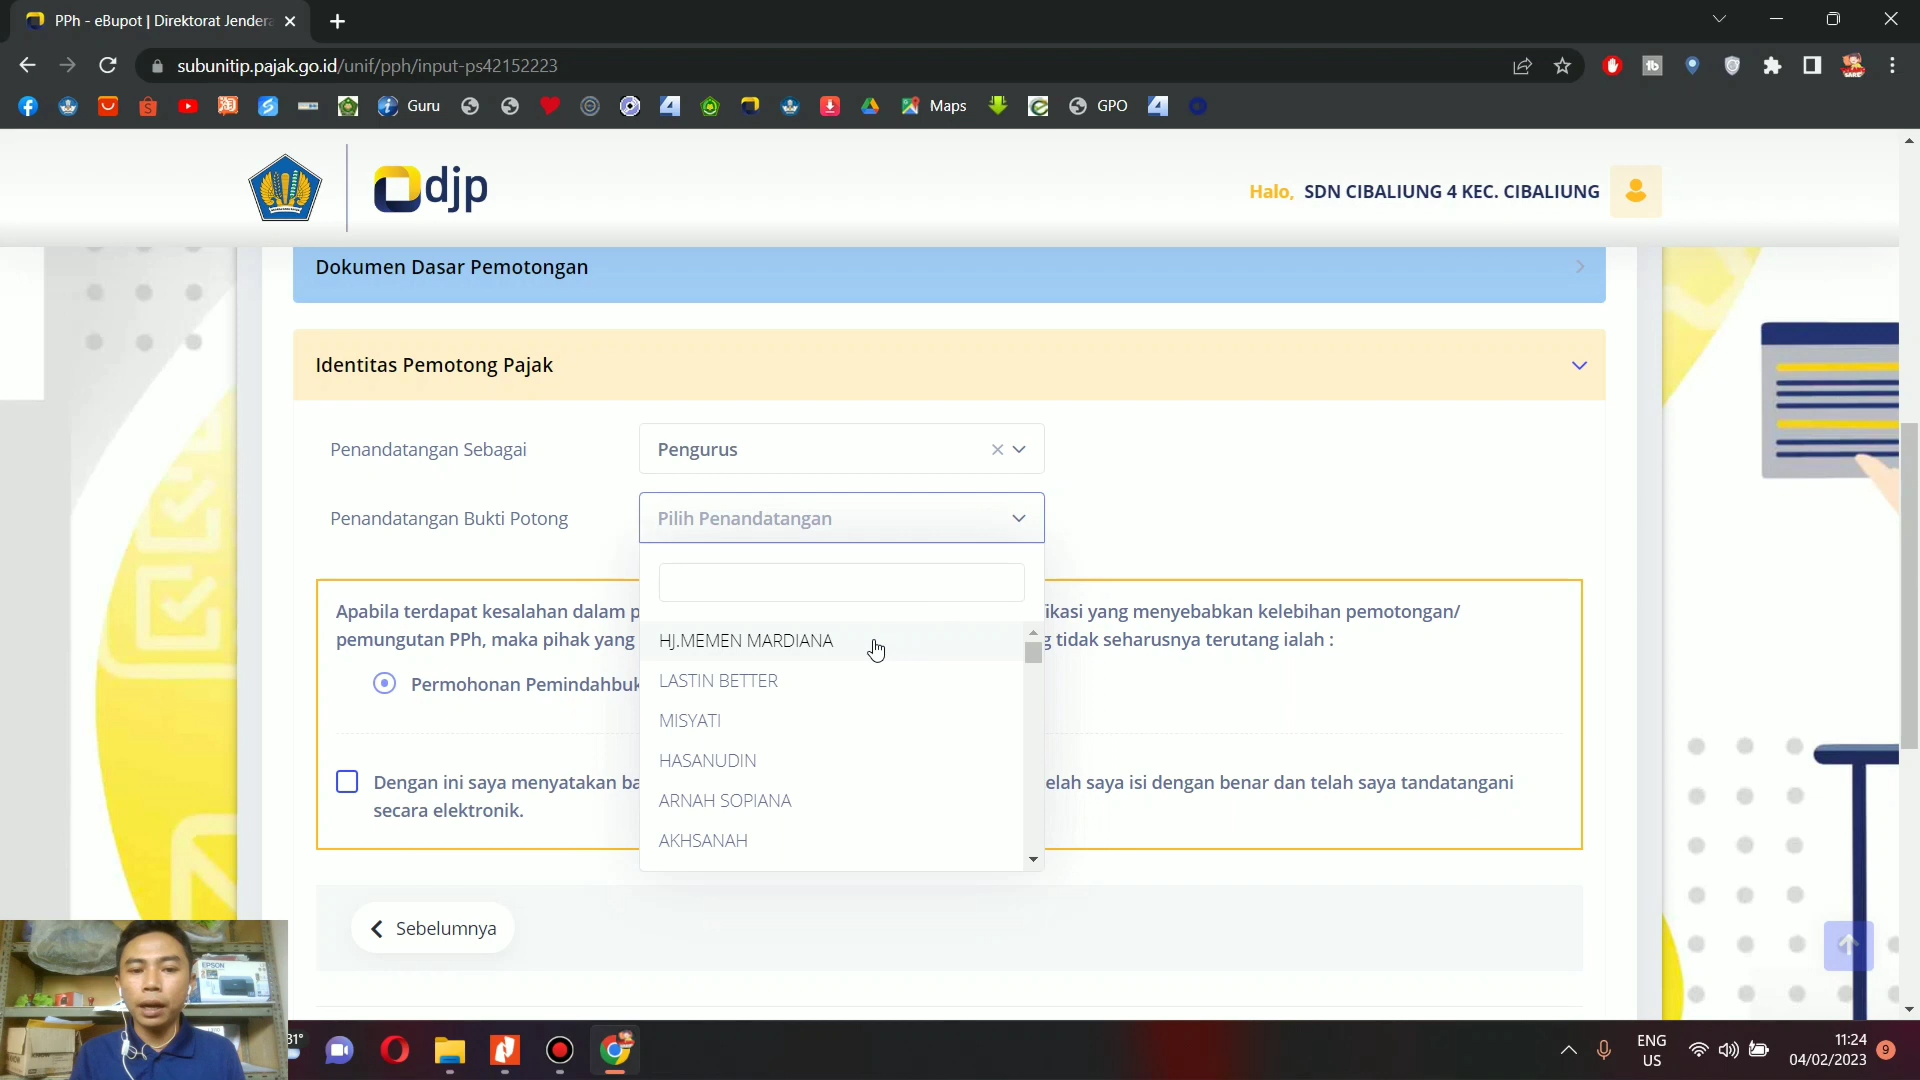 PPh - eBupot | Direktorat Jendera
subunitip.pajak.go.id/unif/pph/input-ps42152223
Guru
Maps
GPO
djp
Halo, SDN CIBALIUNG 4 KEC. CIBALIUNG
Dokumen Dasar Pemotongan
Identitas Pemotong Pajak
Penandatangan Sebagai
Pengurus
Penandatangan Bukti Potong
Pilih Penandatangan
Apabila terdapat kesalahan dalam p
ikasi yang menyebabkan kelebihan pemotongan/
pemungutan PPh, maka pihak yang
g tidak seharusnya terutang ialah :
HJ.MEMEN MARDIANA
LASTIN BETTER
MISYATI
HASANUDIN
ARNAH SOPIANA
AKHSANAH
Permohonan Pemindahbuk
Dengan ini saya menyatakan ba
elah saya isi dengan benar dan telah saya tandatangani
secara elektronik.
Sebelumnya
EPSON
31°
ENG
US
11:24
04/02/2023
9